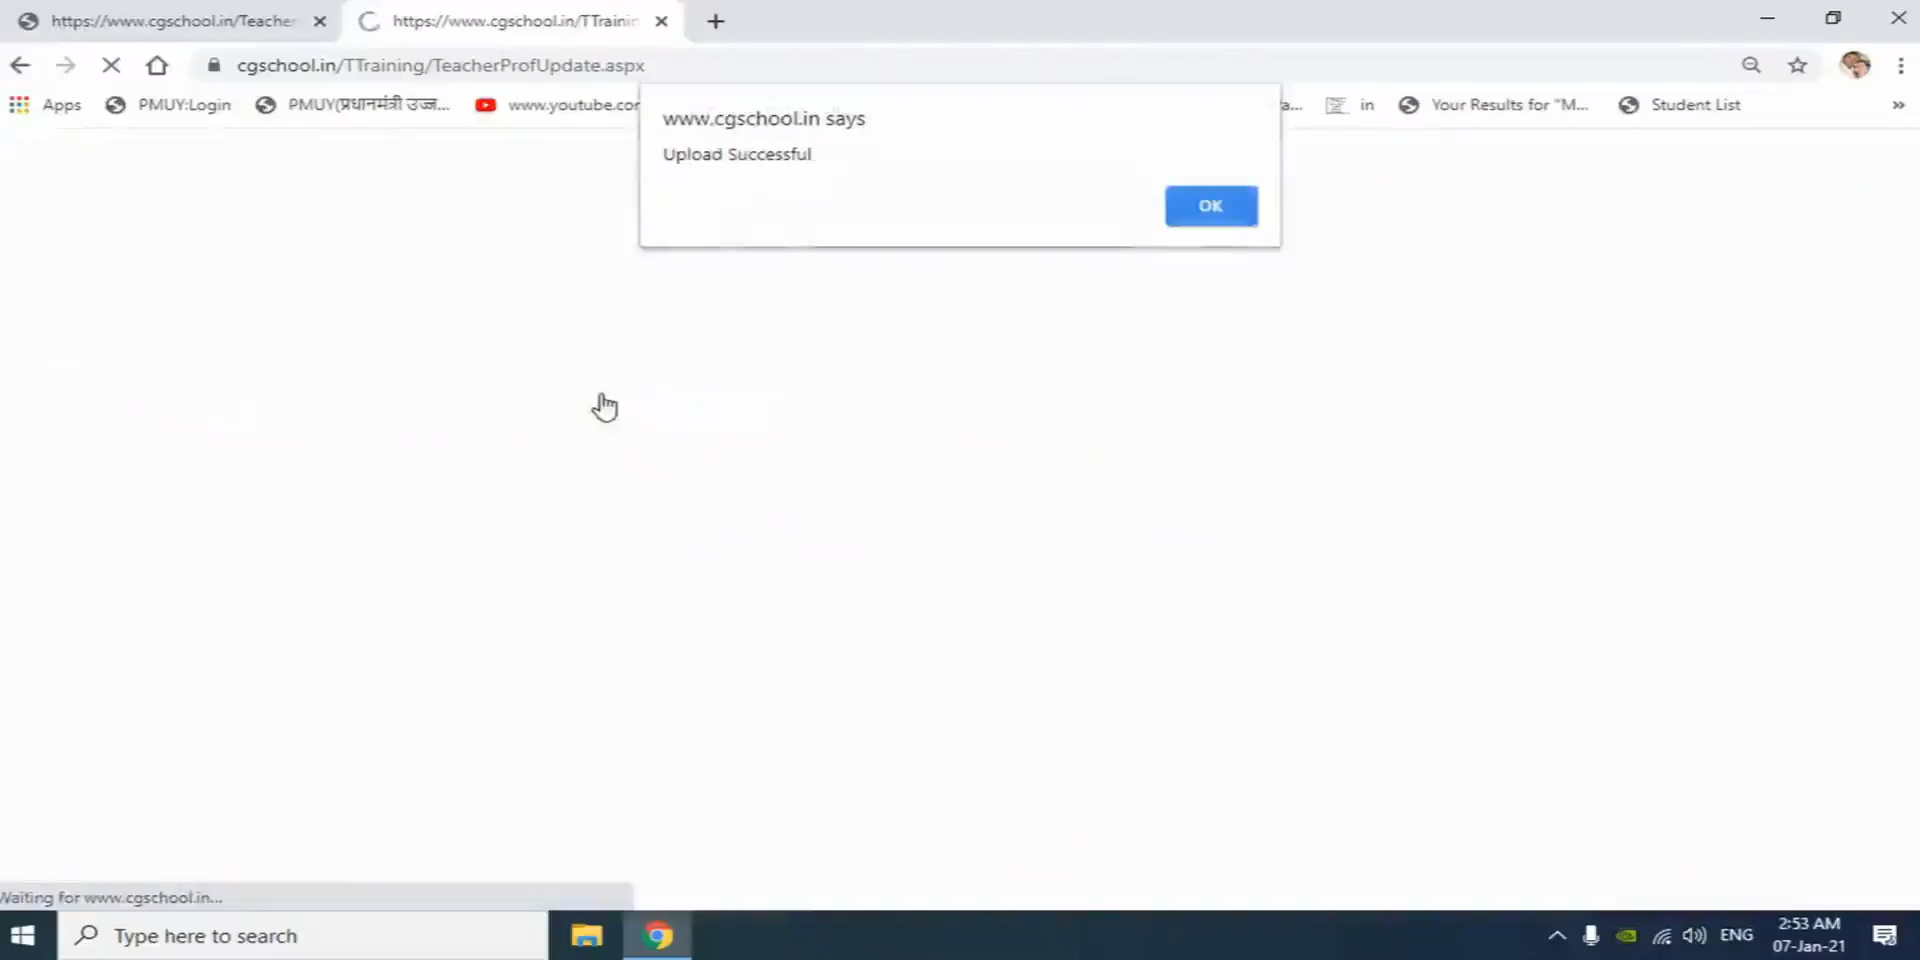 https://www.cgschool.in/Teacher
https://www.cgschool.in/TTrainin
cgschool.in/TTraining/TeacherProfUpdate.aspx
Apps
PMUY:Login
PMUY(प्रधानमंत्री उज्ज...
www.youtube.cor
a...
in
Your Results for "M...
Student List
www.cgschool.in says
Upload Successful
OK
Waiting for www.cgschool.in...
Type here to search
ENG
2:53 AM
07-Jan-21